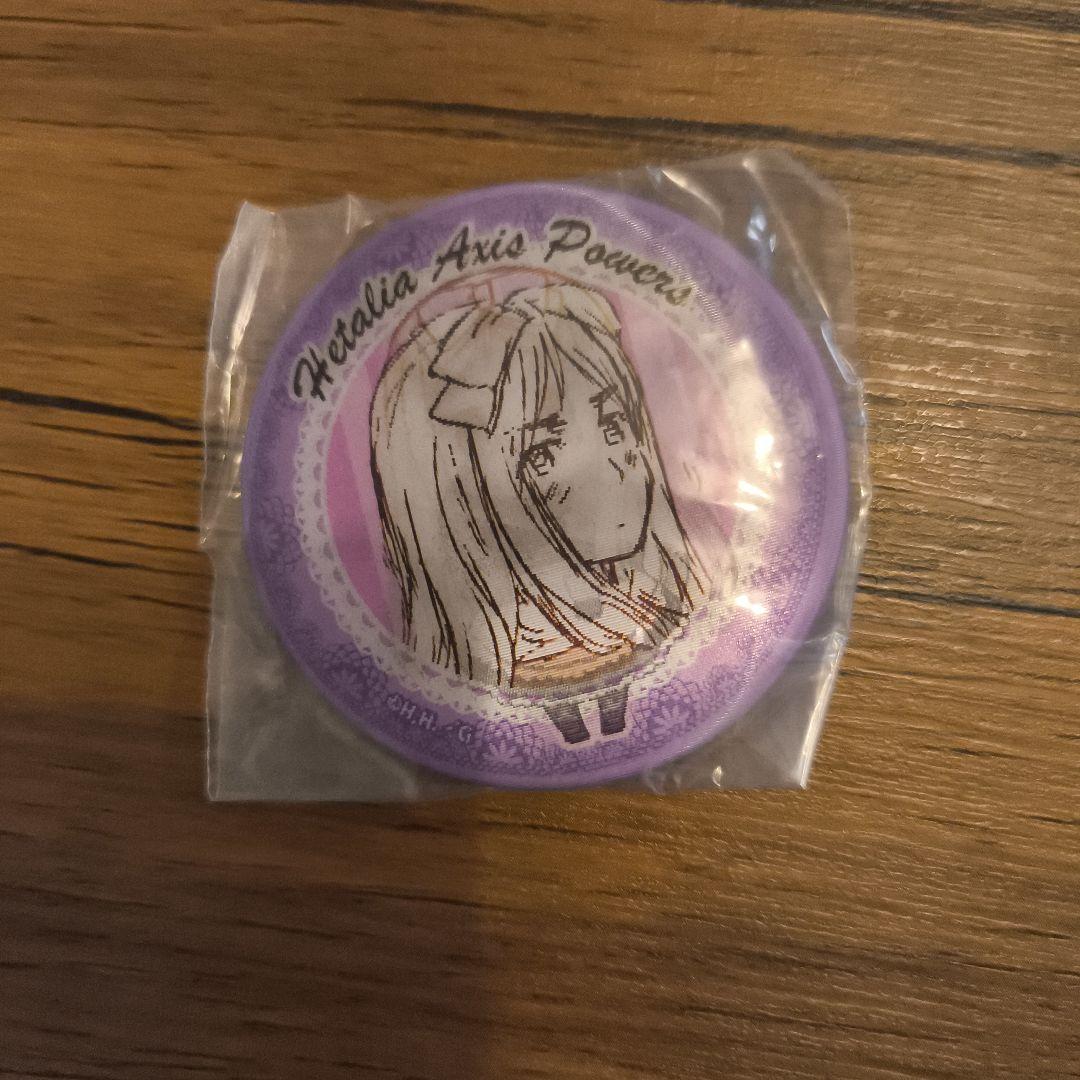 Hetalia Axis Powers
©H.H. · G